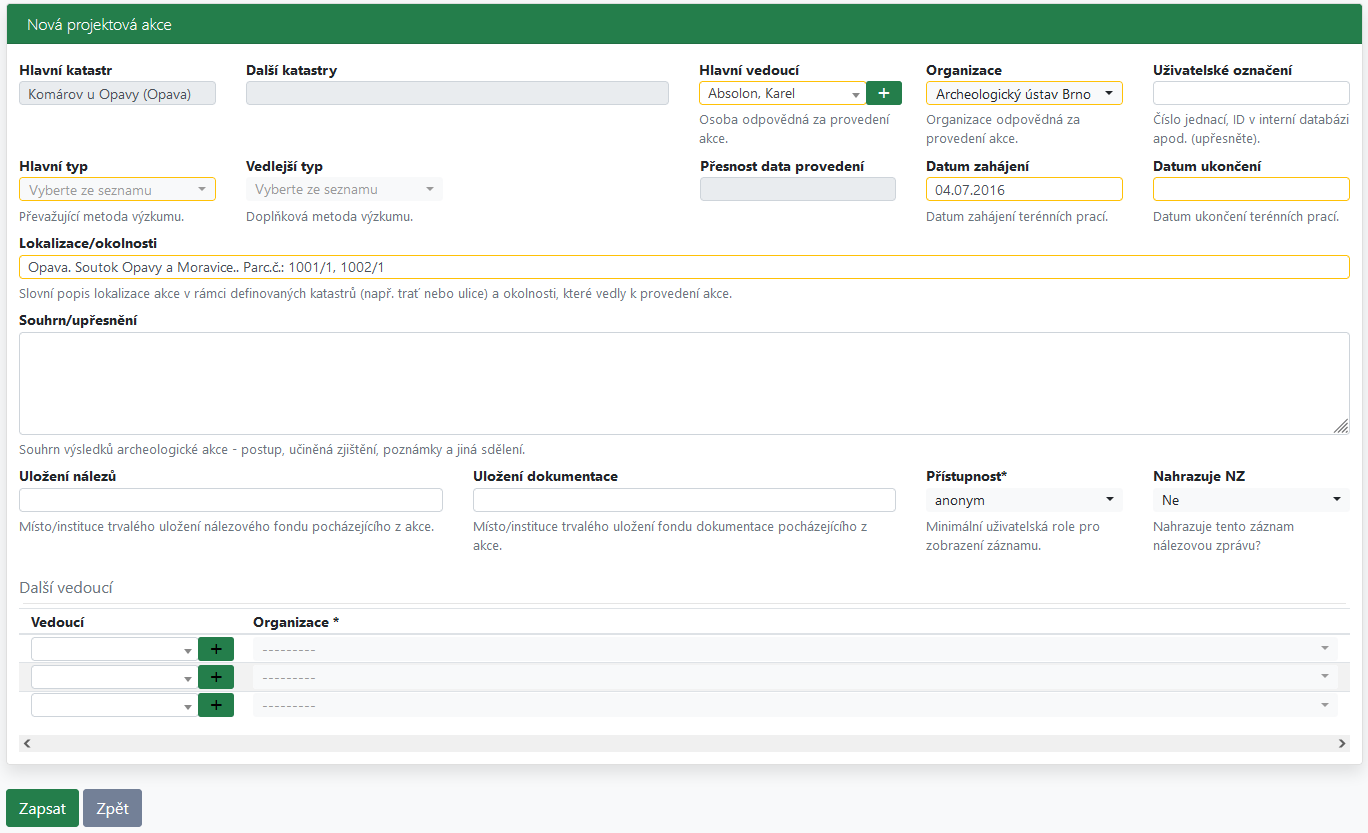 Nová projektová akce
Hlavní katastr
Další katastry
Hlavní vedoucí
Organizace
Uživatelské označení
Komárov u Opavy (Opava)
Absolon, Karel
+
Archeologický ústav Brno
Osoba odpovědná za provedení
akce.
Organizace odpovědná za
provedení akce.
Číslo jednací, ID v interní databázi
apod. (upřesněte).
Hlavní typ
Vedlejší typ
Přesnost data provedení
Datum zahájení
Datum ukončení
Vyberte ze seznamu
Vyberte ze seznamu
04.07.2016
Převažující metoda výzkumu.
Doplňková metoda výzkumu.
Datum zahájení terénních prací.
Datum ukončení terénních prací.
Lokalizace/okolnosti
Opava. Soutok Opavy a Moravice.. Parc.č.: 1001/1, 1002/1
Slovní popis lokalizace akce v rámci definovaných katastrů (např. trať nebo ulice) a okolnosti, které vedly k provedení akce.
Souhrn/upřesnění
Souhrn výsledků archeologické akce - postup, učiněná zjištění, poznámky a jiná sdělení.
Uložení nálezů
Uložení dokumentace
Přístupnost*
Nahrazuje NZ
anonym
Ne
Místo/instituce trvalého uložení nálezového fondu pocházejícího z akce.
Místo/instituce trvalého uložení fondu dokumentace pocházejícího z
akce.
Minimální uživatelská role pro
zobrazení záznamu.
Nahrazuje tento záznam
nálezovou zprávu?
Další vedoucí
Vedoucí
Organizace *
+
---------
+
---------
+
---------
Zapsat
Zpět